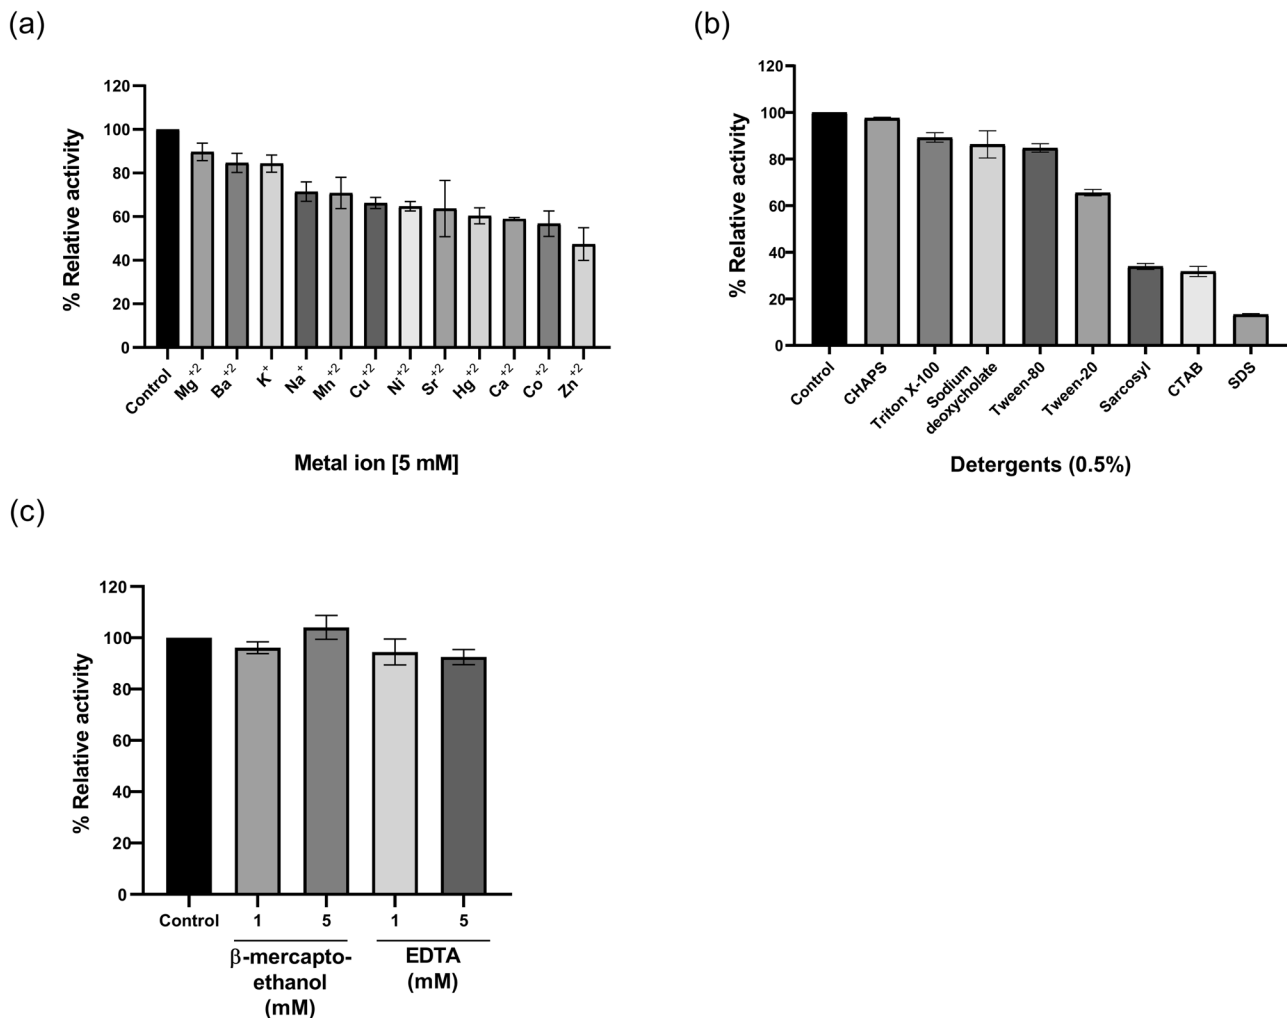 (a)
% Relative activity
120
100
80
60
40
20
0
Control
Mg+2
Ba+2
K+
Na+
Mn+2
Cu+2
Ni+2
Sr+2
Hg+2
Ca+2
Co+2
Zn+2
Metal ion [5 mM]
(b)
% Relative activity
120
100
80
60
40
20
0
Control
CHAPS
Triton X-100
Sodium
deoxycholate
Tween-80
Tween-20
Sarcosyl
CTAB
SDS
Detergents (0.5%)
(c)
% Relative activity
120
100
80
60
40
20
0
Control 1 5 1 5
β-mercapto-
ethanol
(mM)
EDTA
(mM)